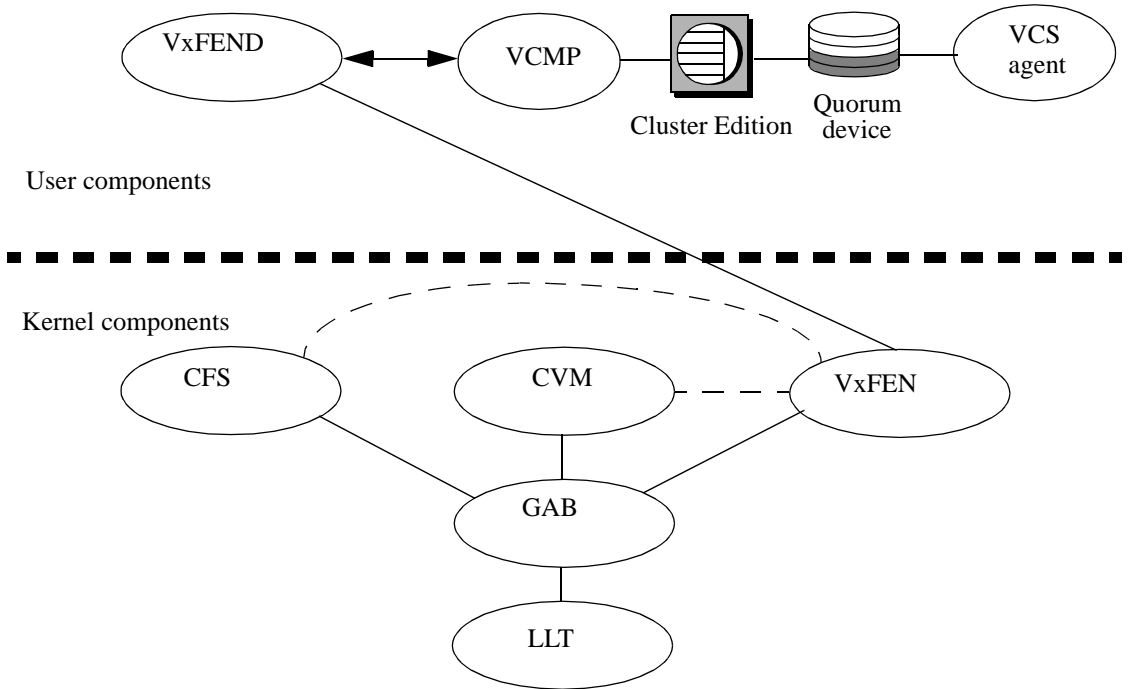 VxFEND
VCMP
VCS
agent
Cluster Edition
Quorum
device
User components
Kernel components
CFS
CVM
VxFEN
GAB
LLT